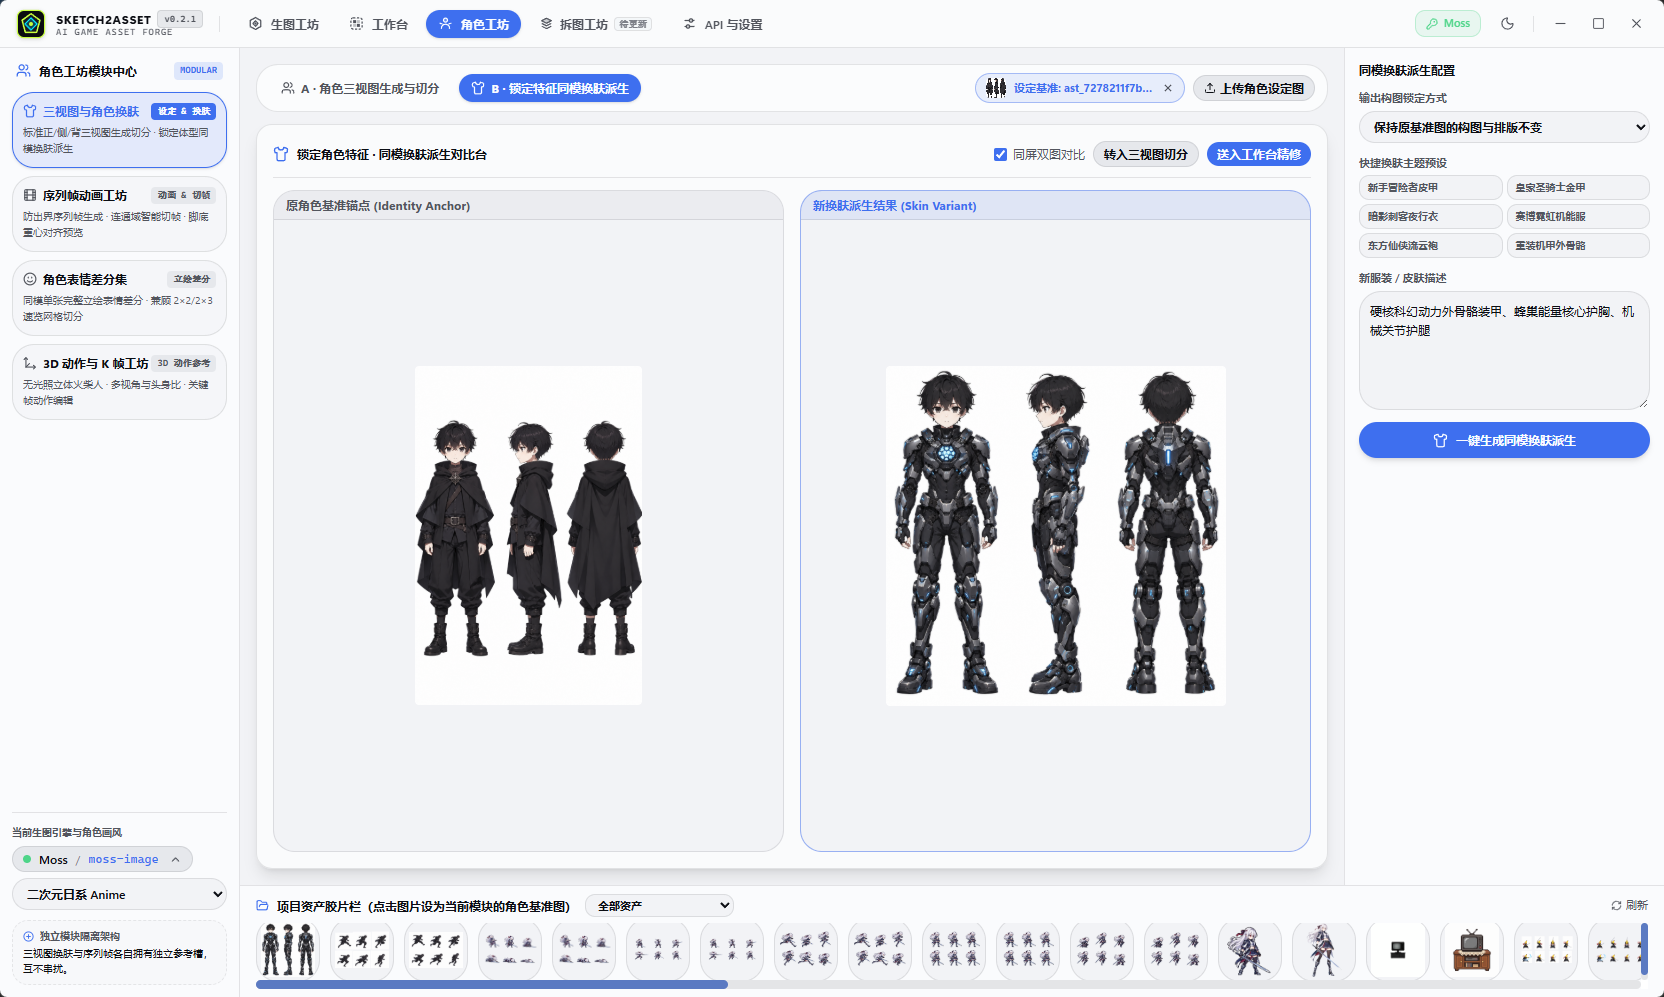 SKETCH2ASSET v0.2.1
AI GAME ASSET FORGE
生图工坊
工作台
角色工坊
拆图工坊 待更新
API 与设置
Moss
角色工坊模块中心 MODULAR
三视图与角色换肤 设定 & 换肤
标准正/侧/背三视图生成切分 · 锁定体型同
模换肤派生
序列帧动画工坊 动画 & 切帧
防出界序列帧生成 · 连通域智能切帧 · 脚底
重心对齐预览
角色表情差分集 立绘差分
同模单张完整立绘表情差分 · 兼顾 2×2/2×3
速览网格切分
3D 动作与 K 帧工坊 3D 动作参考
无光照立体火柴人 · 多视角与头身比 · 关键
帧动作编辑
当前生图引擎与角色画风
Moss / moss-image
二次元日系 Anime
独立模块隔离架构
三视图换肤与序列帧各自拥有独立参考槽，
互不串扰。
A · 角色三视图生成与切分
B · 锁定特征同模换肤派生
设定基准: ast_7278211f7b... ×
上传角色设定图
锁定角色特征 · 同模换肤派生对比台
同屏双图对比
转入三视图切分
送入工作台精修
原角色基准锚点 (Identity Anchor)
新换肤派生结果 (Skin Variant)
项目资产胶片栏（点击图片设为当前模块的角色基准图）
全部资产
刷新
同模换肤派生配置
输出构图锁定方式
保持原基准图的构图与排版不变
快捷换肤主题预设
新手冒险者皮甲
皇家圣骑士金甲
暗影刺客夜行衣
赛博霓虹机能服
东方仙侠流云袍
重装机甲外骨骼
新服装 / 皮肤描述
硬核科幻动力外骨骼装甲、蜂巢能量核心护胸、机
械关节护腿
一键生成同模换肤派生